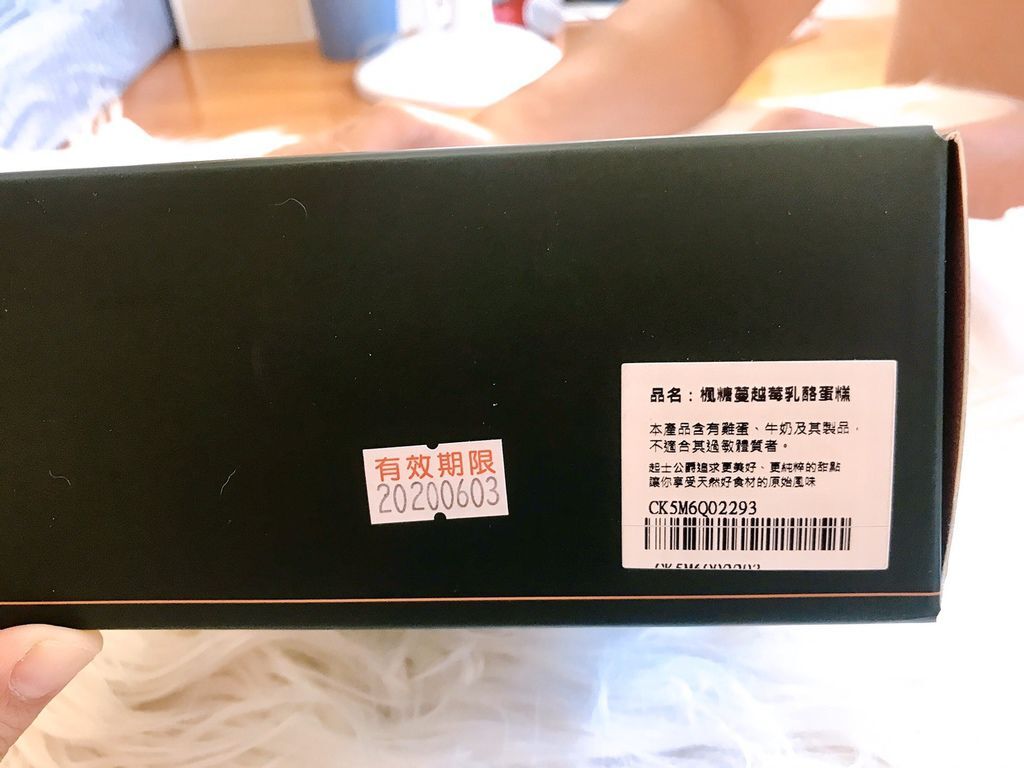 有效期限
20200603
品名：楓糖蔓越莓乳酪蛋糕
本產品含有雞蛋、牛奶及其製品，
不適合其過敏體質者。
起士公爵追求更美好、更純粹的甜點
讓你享受天然好食材的原始風味
CK5M6Q02293